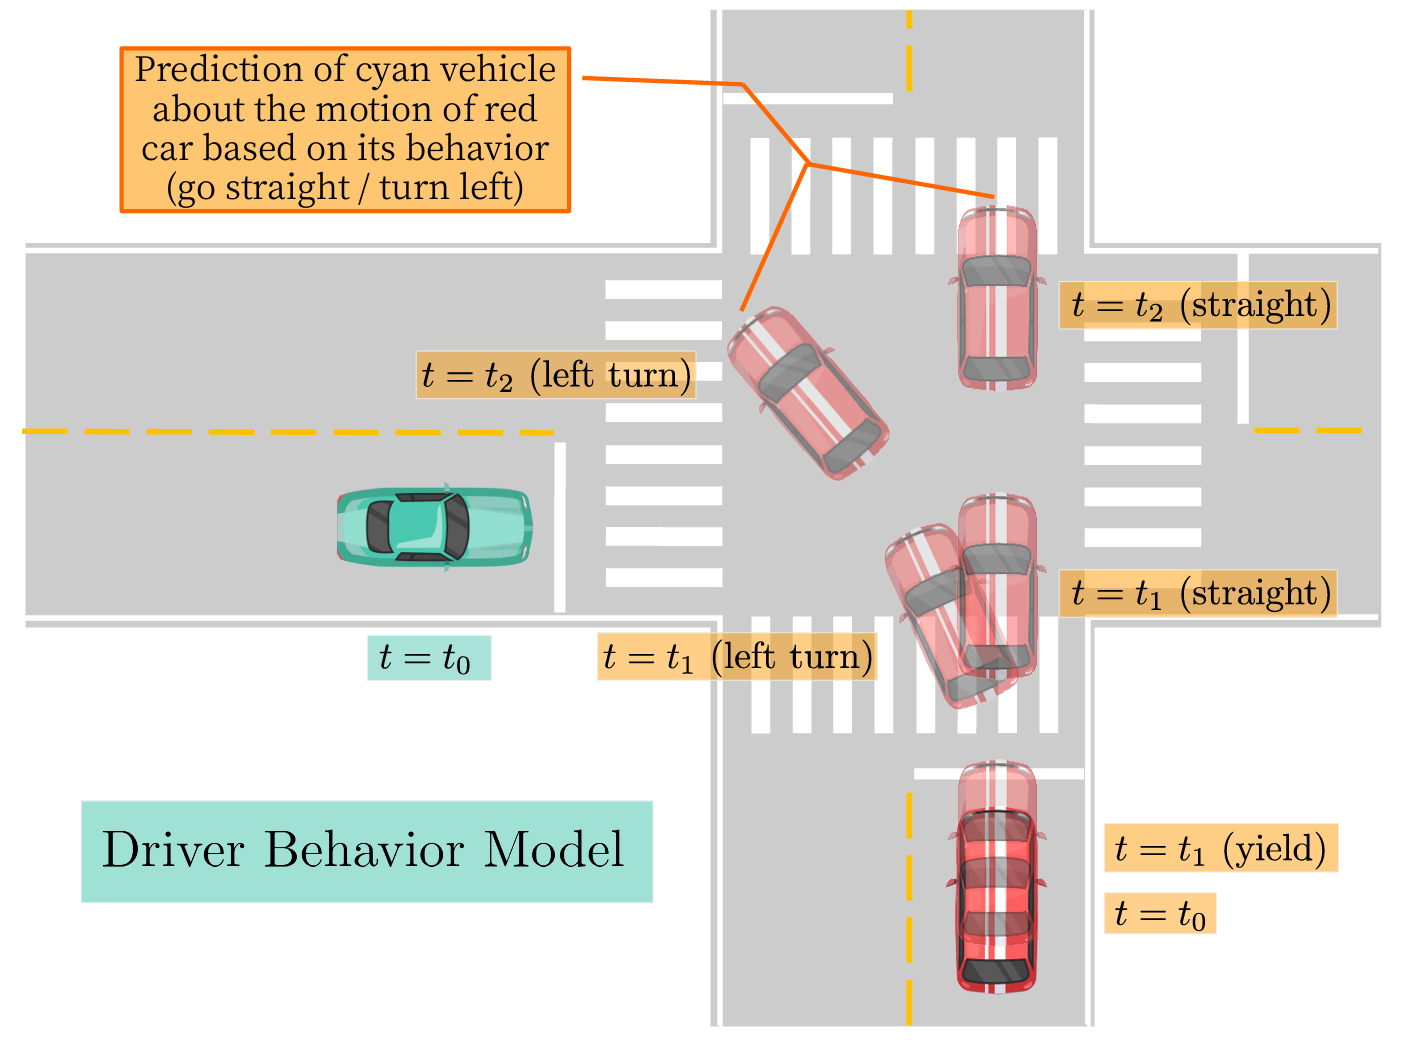 Prediction of cyan vehicle
about the motion of red
car based on its behavior
(go straight / turn left)
t = t₂ (straight)
t = t₂ (left turn)
t = t₁ (straight)
t = t₀
t = t₁ (left turn)
Driver Behavior Model
t = t₁ (yield)
t = t₀